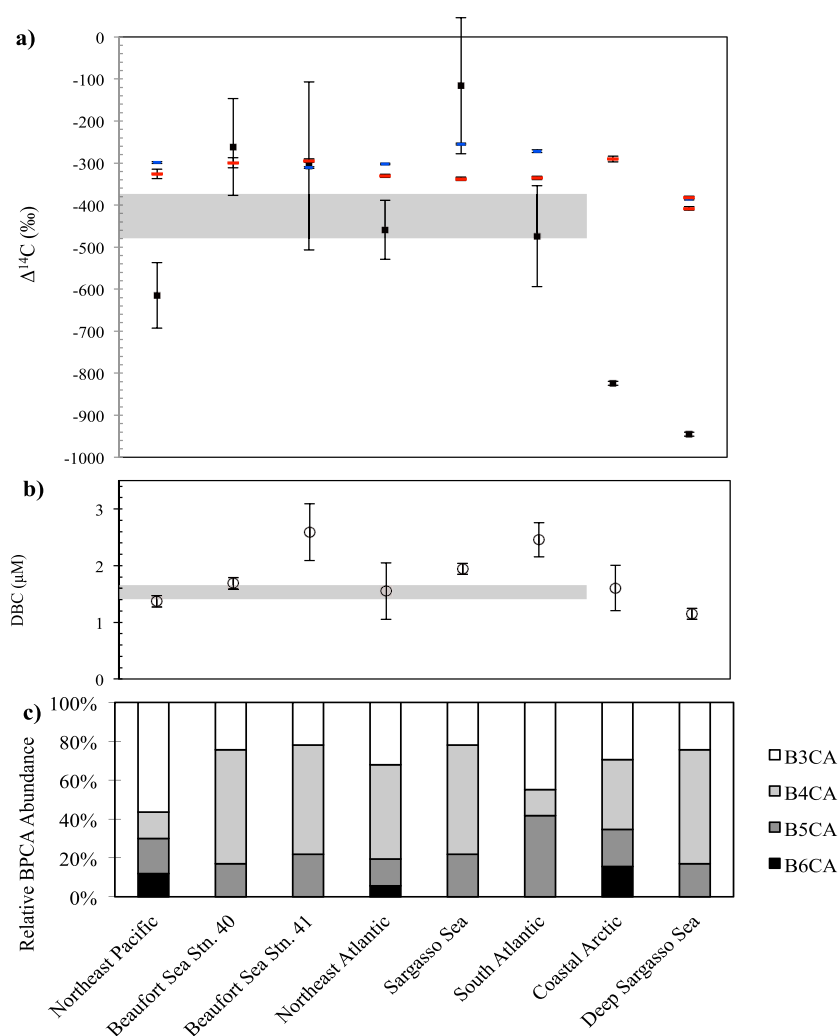 a)
0
-100
-200
-300
-400
-500
-600
-700
-800
-900
-1000
Δ¹⁴C (‰)
b)
3
2
1
0
DBC (μM)
c)
100%
80%
60%
40%
20%
0%
Relative BPCA Abundance
B3CA
B4CA
B5CA
B6CA
Northeast Pacific
Beaufort Sea Stn. 40
Beaufort Sea Stn. 41
Northeast Atlantic
Sargasso Sea
South Atlantic
Coastal Arctic
Deep Sargasso Sea